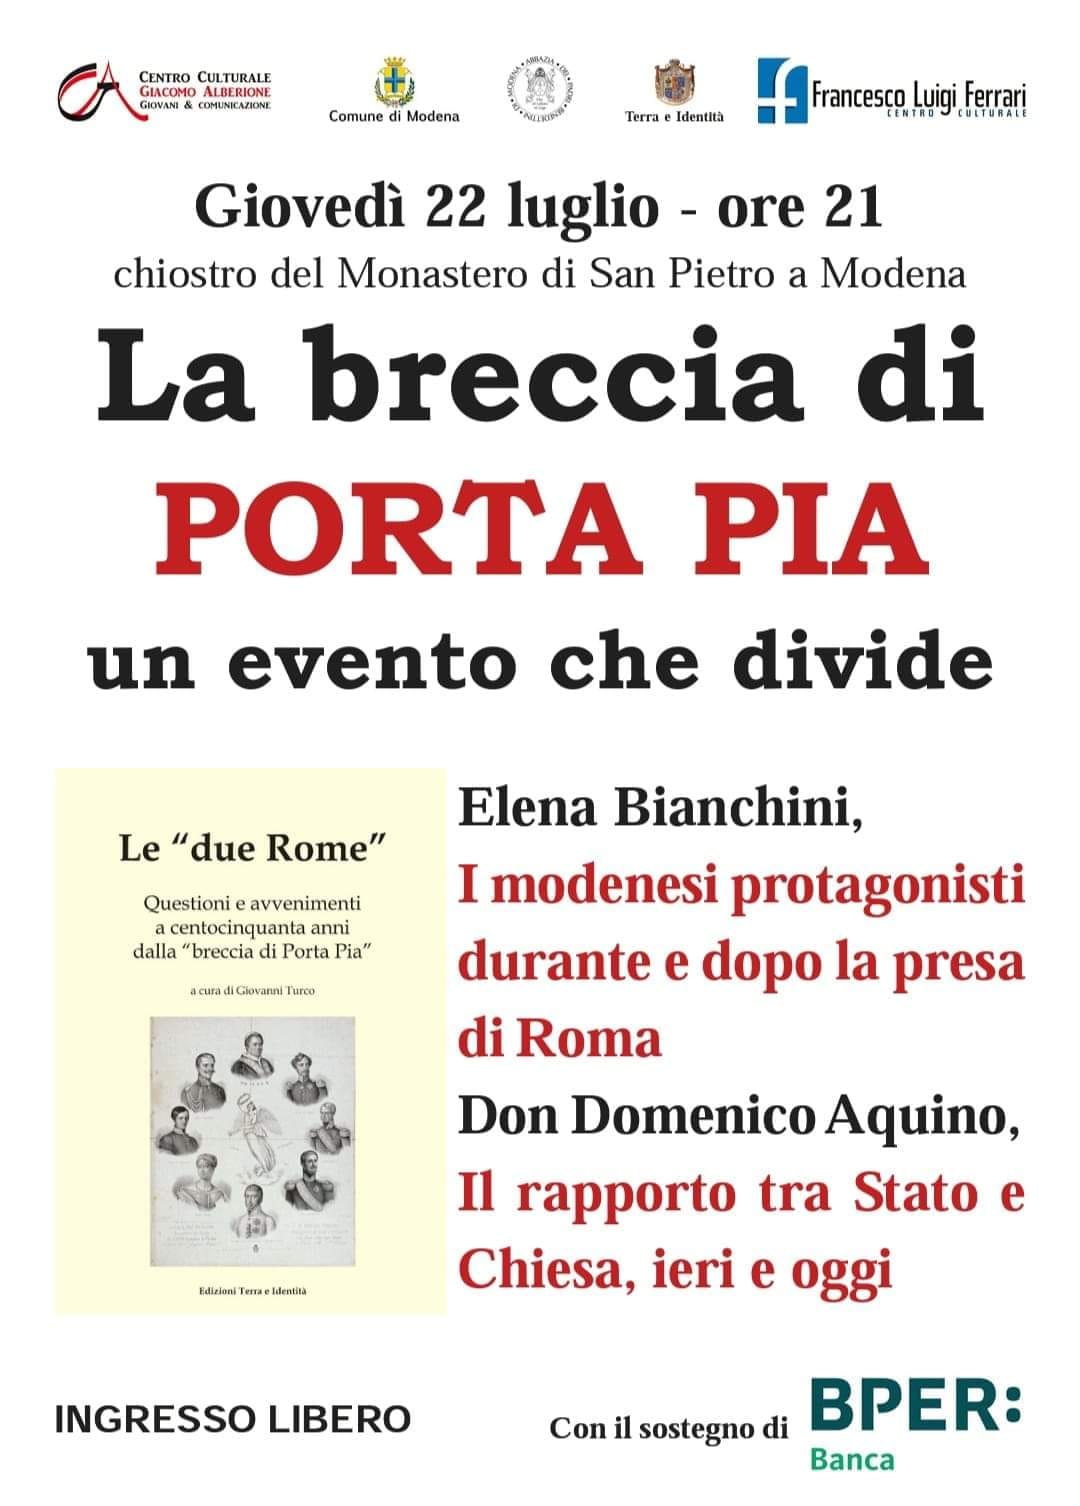 CENTRO CULTURALE
GIACOMO ALBERIONE
GIOVANI & COMUNICAZIONE
Comune di Modena
Terra e Identità
Francesco Luigi Ferrari
CENTRO CULTURALE
Giovedì 22 luglio - ore 21
chiostro del Monastero di San Pietro a Modena
La breccia di
PORTA PIA
un evento che divide
Le “due Rome”
Questioni e avvenimenti
a centocinquanta anni
dalla “breccia di Porta Pia”
a cura di Giovanni Turco
Edizioni Terra e Identità
Elena Bianchini,
I modenesi protagonisti
durante e dopo la presa
di Roma
Don Domenico Aquino,
Il rapporto tra Stato e
Chiesa, ieri e oggi
INGRESSO LIBERO
Con il sostegno di
BPER:
Banca